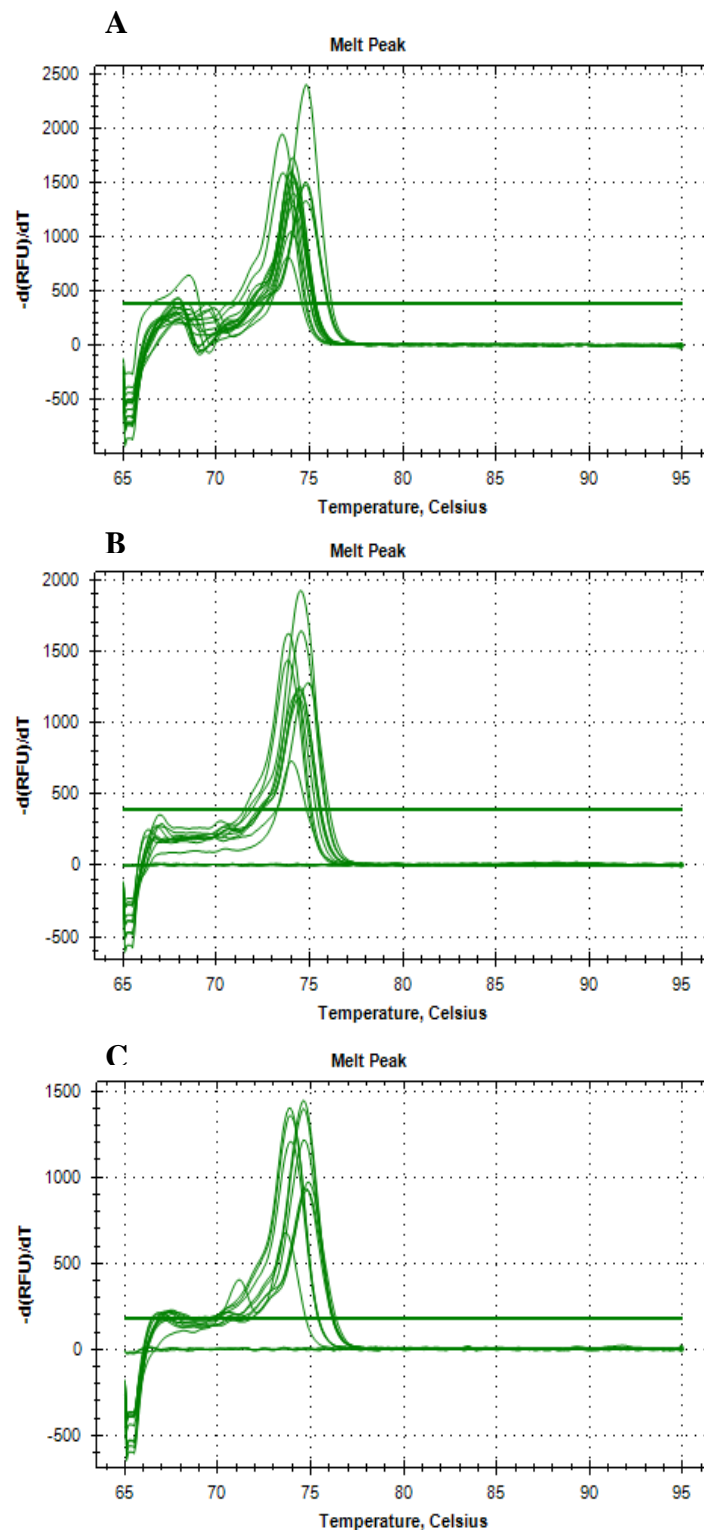 A
Melt Peak
2500
2000
1500
1000
500
0
-500
-d(RFU)/dT
65 70 75 80 85 90 95
Temperature, Celsius
B
Melt Peak
2000
1500
1000
500
0
-500
-d(RFU)/dT
65 70 75 80 85 90 95
Temperature, Celsius
C
Melt Peak
1500
1000
500
0
-500
-d(RFU)/dT
65 70 75 80 85 90 95
Temperature, Celsius